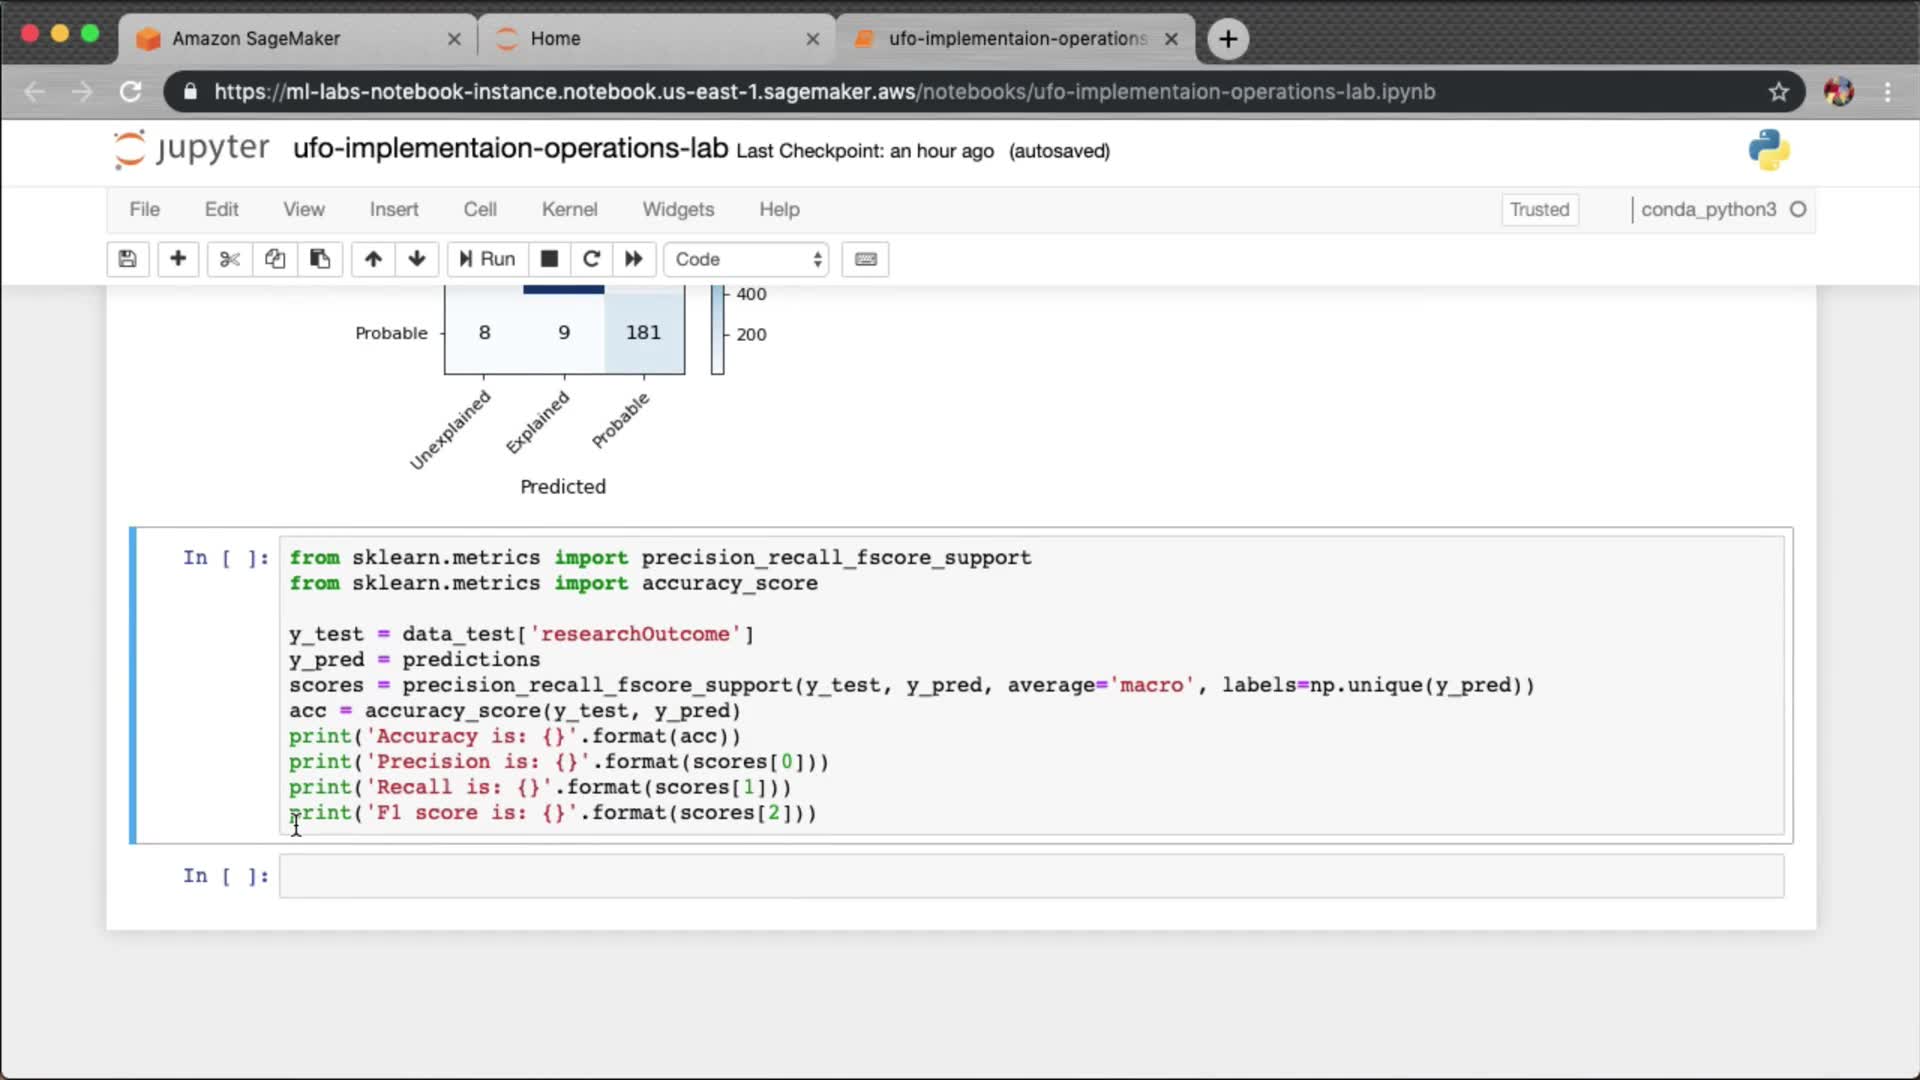 Amazon SageMaker
Home
ufo-implementaion-operations
https://ml-labs-notebook-instance.notebook.us-east-1.sagemaker.aws/notebooks/ufo-implementaion-operations-lab.ipynb
jupyter ufo-implementaion-operations-lab Last Checkpoint: an hour ago (autosaved)
File Edit View Insert Cell Kernel Widgets Help Trusted conda_python3
Run Code
400
Probable 8 9 181 200
Unexplained Explained Probable
Predicted
In [ ]: from sklearn.metrics import precision_recall_fscore_support
from sklearn.metrics import accuracy_score
y_test = data_test['researchOutcome']
y_pred = predictions
scores = precision_recall_fscore_support(y_test, y_pred, average='macro', labels=np.unique(y_pred))
acc = accuracy_score(y_test, y_pred)
print('Accuracy is: {}'.format(acc))
print('Precision is: {}'.format(scores[0]))
print('Recall is: {}'.format(scores[1]))
print('F1 score is: {}'.format(scores[2]))
In [ ]: